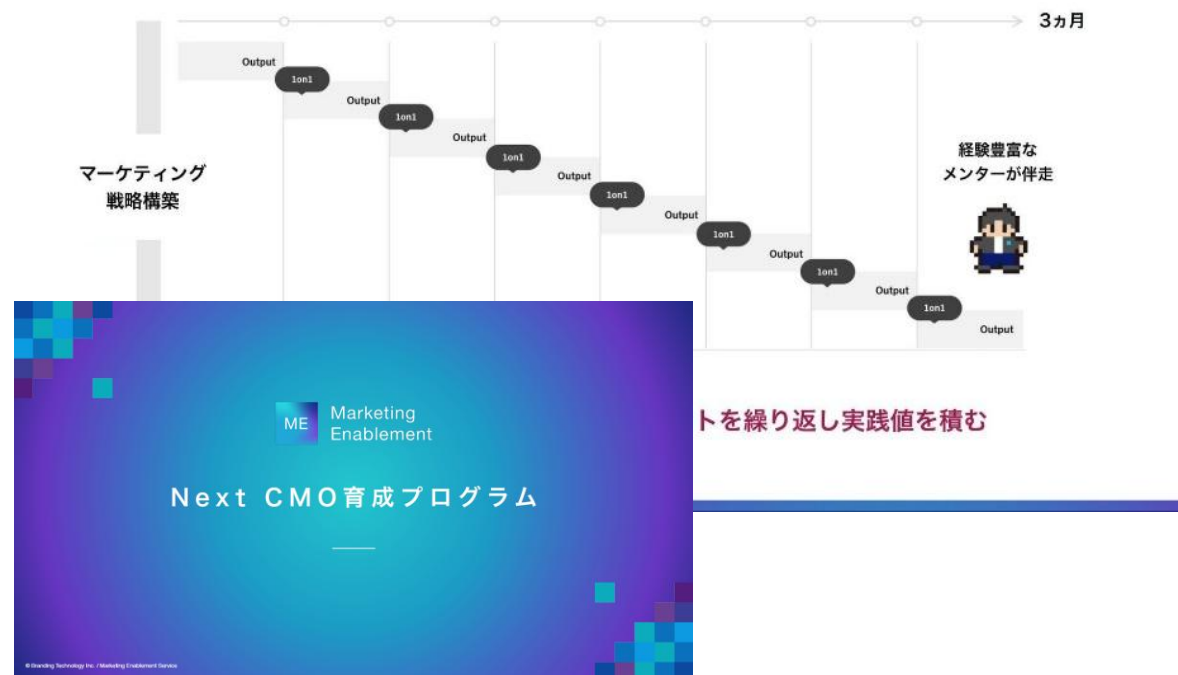 3ヵ月
Output
1on1
Output
1on1
Output
1on1
Output
1on1
Output
1on1
Output
1on1
Output
1on1
Output
マーケティング
戦略構築
経験豊富な
メンターが伴走
トを繰り返し実践値を積む
ME
Marketing
Enablement
Next CMO育成プログラム
© Branding Technology Inc. / Marketing Enablement Service